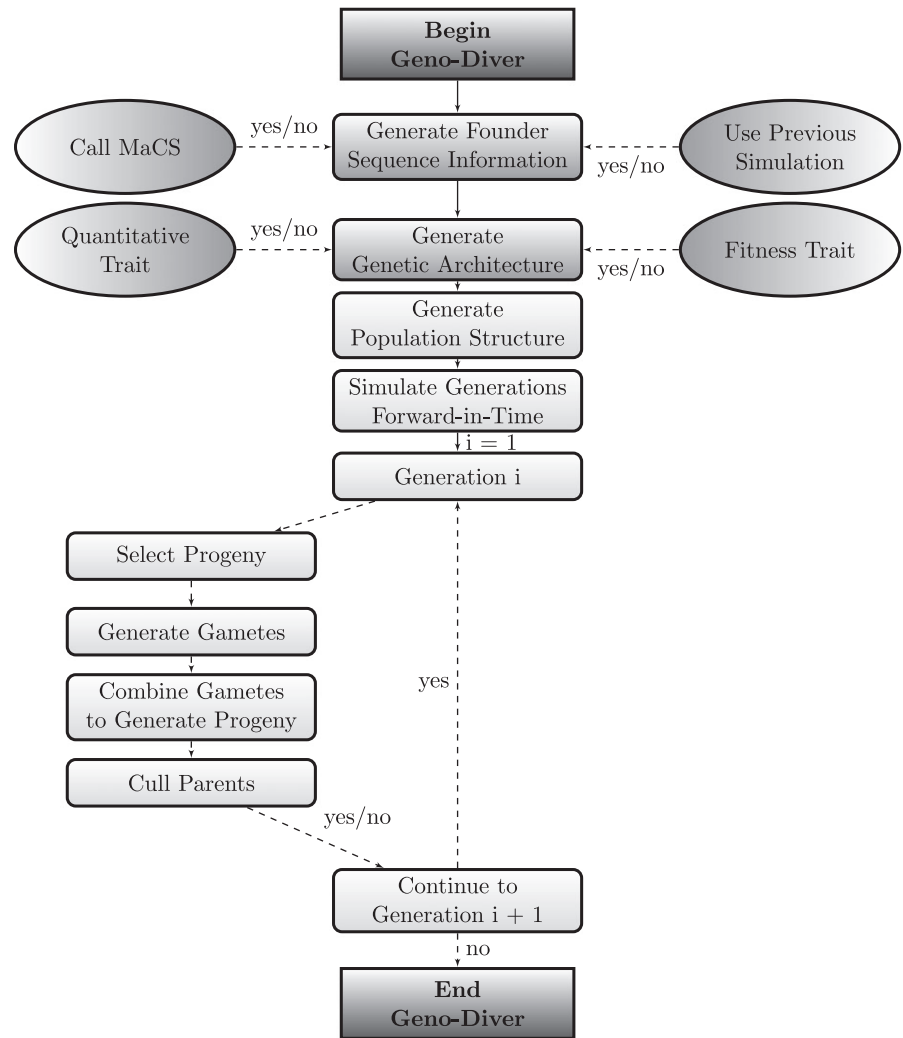 Begin
Geno-Diver
Call MaCS
yes/no
Generate Founder
Sequence Information
yes/no
Use Previous
Simulation
Quantitative
Trait
yes/no
Generate
Genetic Architecture
yes/no
Fitness Trait
Generate
Population Structure
Simulate Generations
Forward-in-Time
i = 1
Generation i
Select Progeny
Generate Gametes
Combine Gametes
to Generate Progeny
Cull Parents
yes/no
yes
Continue to
Generation i + 1
no
End
Geno-Diver